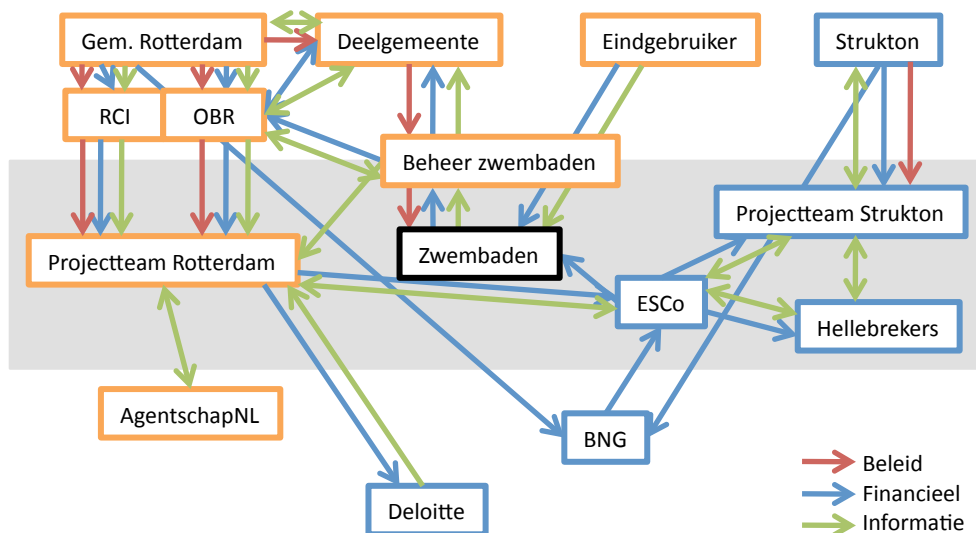 Gem. Rotterdam
Deelgemeente
Eindgebruiker
Strukton
RCI
OBR
Beheer zwembaden
Projectteam Strukton
Projectteam Rotterdam
Zwembaden
ESCo
Hellebrekers
AgentschapNL
BNG
Deloitte
Beleid
Financieel
Informatie